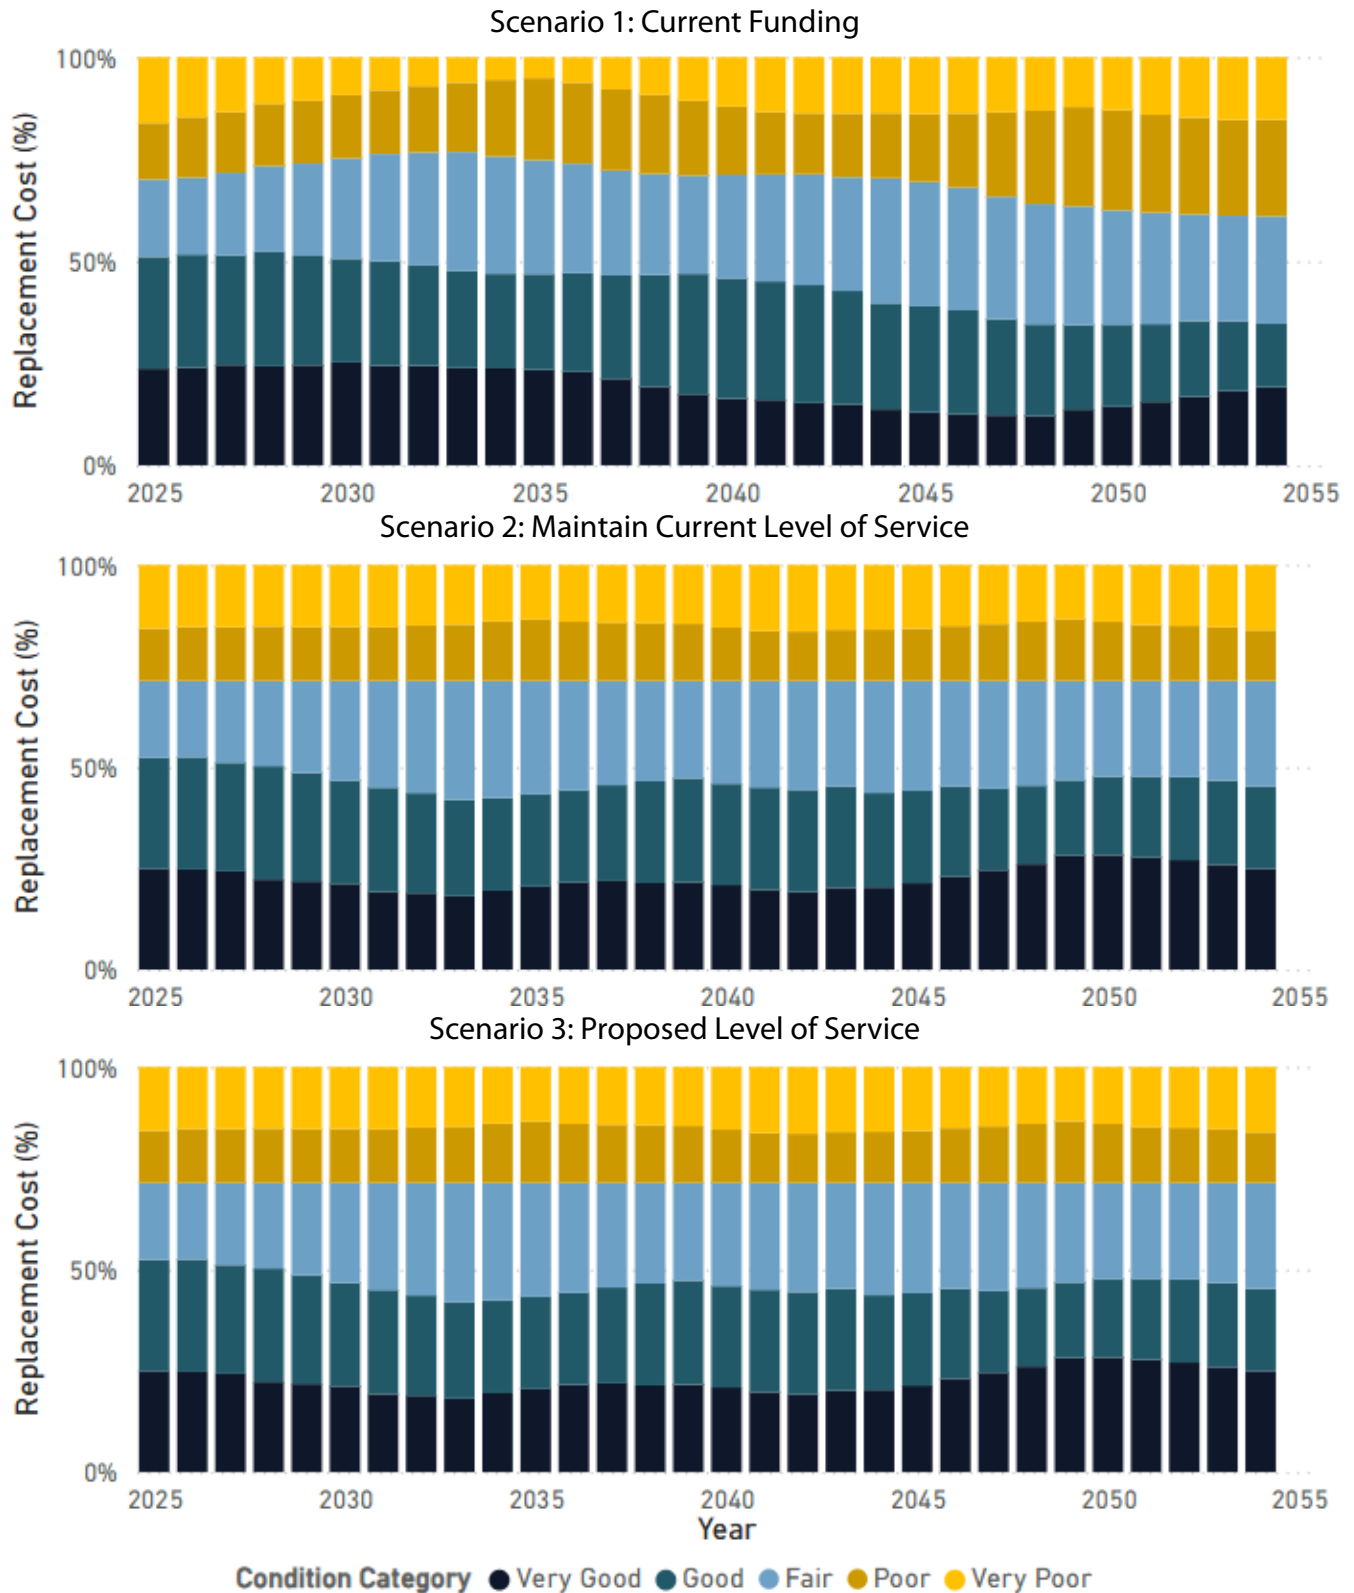 Scenario 1: Current Funding
100%
50%
0%
Replacement Cost (%)
2025 2030 2035 2040 2045 2050 2055
Scenario 2: Maintain Current Level of Service
100%
50%
0%
Replacement Cost (%)
2025 2030 2035 2040 2045 2050 2055
Scenario 3: Proposed Level of Service
100%
50%
0%
Replacement Cost (%)
2025 2030 2035 2040 2045 2050 2055
Year
Condition Category Very Good Good Fair Poor Very Poor